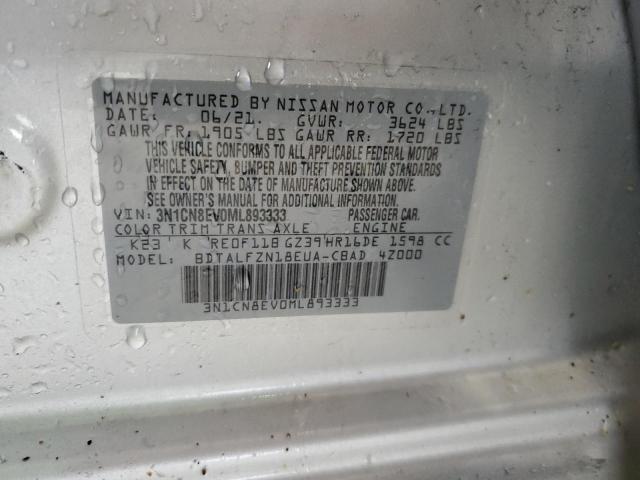 MANUFACTURED BY NISSAN MOTOR CO.,LTD.
DATE: 06/21. GVWR: 3624 LBS
GAWR FR: 1905 LBS GAWR RR: 1720 LBS
THIS VEHICLE CONFORMS TO ALL APPLICABLE FEDERAL MOTOR
VEHICLE SAFETY, BUMPER AND THEFT PREVENTION STANDARDS
IN EFFECT ON THE DATE OF MANUFACTURE SHOWN ABOVE.
SEE OWNER'S MANUAL FOR ADDITIONAL INFORMATION.
VIN: 3N1CN8EV0ML893333 PASSENGER CAR.
COLOR TRIM TRANS AXLE ENGINE
K23 K RE0F11B GZ39 HR16DE 1598 CC
MODEL: BDTALFZN18EUA-CBAD 4Z000
3N1CN8EV0ML893333